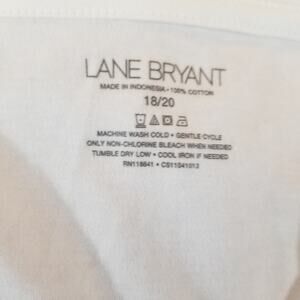 LANE BRYANT
MADE IN INDONESIA • 100% COTTON
18/20
MACHINE WASH COLD • GENTLE CYCLE
ONLY NON-CHLORINE BLEACH WHEN NEEDED
TUMBLE DRY LOW • COOL IRON IF NEEDED
RN118641 •